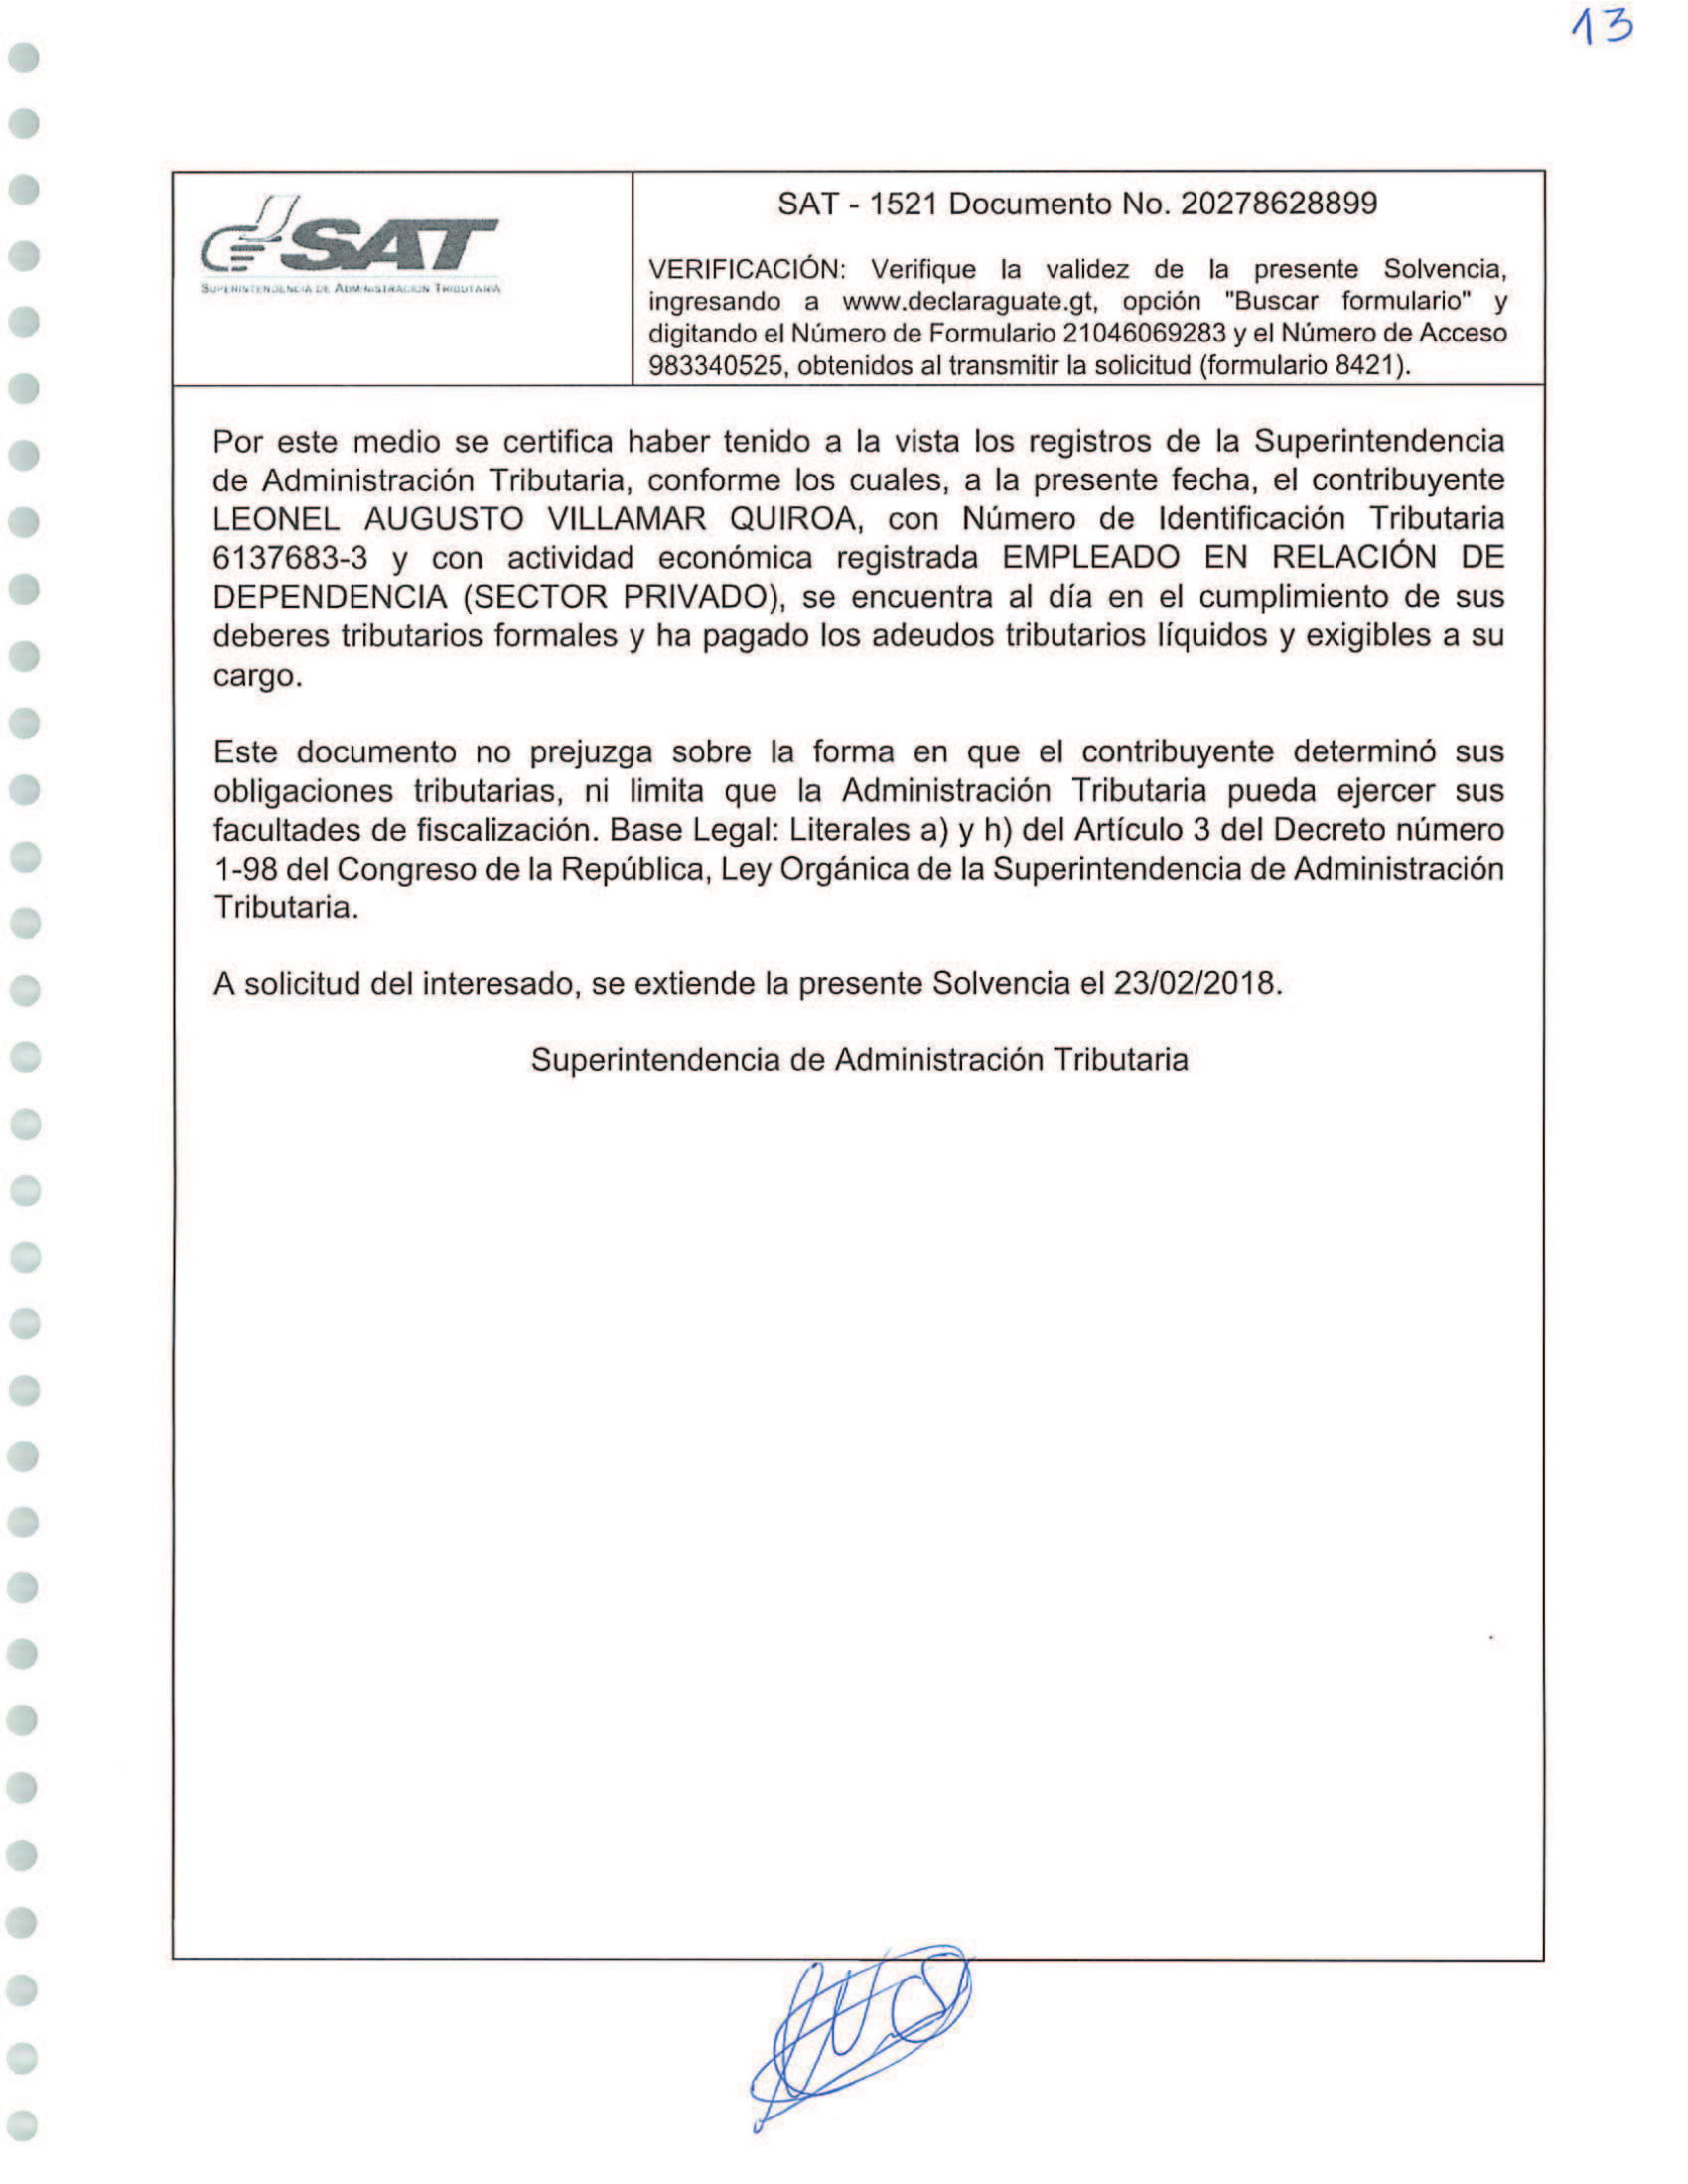 13
SAT
SUPERINTENDENCIA DE ADMINISTRACIÓN TRIBUTARIA
SAT - 1521 Documento No. 20278628899
VERIFICACIÓN: Verifique la validez de la presente Solvencia,
ingresando a www.declaraguate.gt, opción "Buscar formulario" y
digitando el Número de Formulario 21046069283 y el Número de Acceso
983340525, obtenidos al transmitir la solicitud (formulario 8421).
Por este medio se certifica haber tenido a la vista los registros de la Superintendencia
de Administración Tributaria, conforme los cuales, a la presente fecha, el contribuyente
LEONEL AUGUSTO VILLAMAR QUIROA, con Número de Identificación Tributaria
6137683-3 y con actividad económica registrada EMPLEADO EN RELACIÓN DE
DEPENDENCIA (SECTOR PRIVADO), se encuentra al día en el cumplimiento de sus
deberes tributarios formales y ha pagado los adeudos tributarios líquidos y exigibles a su
cargo.
Este documento no prejuzga sobre la forma en que el contribuyente determinó sus
obligaciones tributarias, ni limita que la Administración Tributaria pueda ejercer sus
facultades de fiscalización. Base Legal: Literales a) y h) del Artículo 3 del Decreto número
1-98 del Congreso de la República, Ley Orgánica de la Superintendencia de Administración
Tributaria.
A solicitud del interesado, se extiende la presente Solvencia el 23/02/2018.
Superintendencia de Administración Tributaria